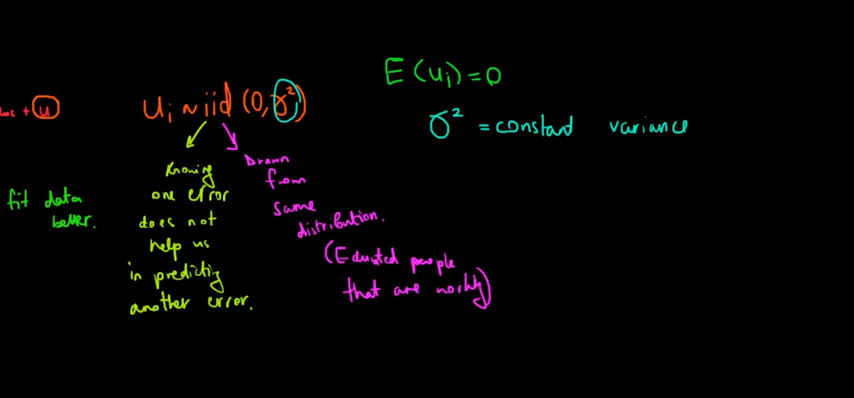 + u
fit data
better.
ui ~ iid (0, σ²)
Knowing
one error
does not
help us
in predicting
another error.
Drawn
from
same
distribution.
(Educated people
that are working)
E (ui) = 0
σ² = constant variance